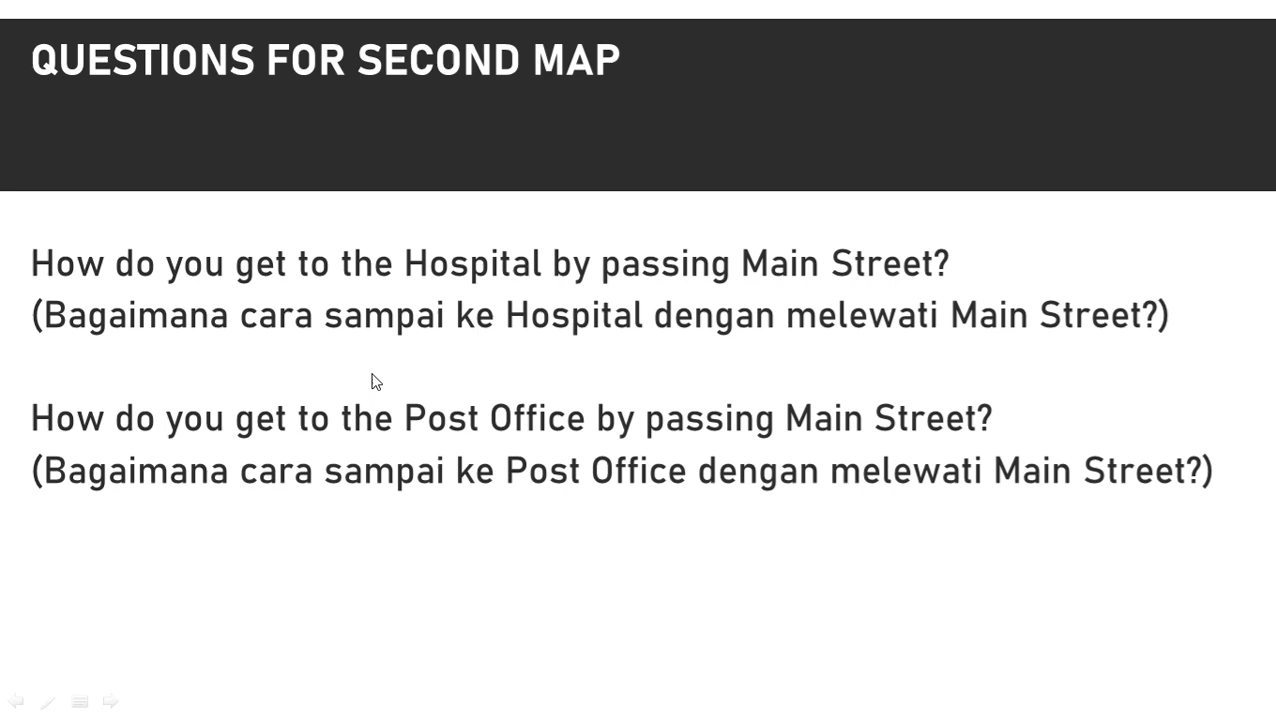 QUESTIONS FOR SECOND MAP
How do you get to the Hospital by passing Main Street?
(Bagaimana cara sampai ke Hospital dengan melewati Main Street?)
How do you get to the Post Office by passing Main Street?
(Bagaimana cara sampai ke Post Office dengan melewati Main Street?)